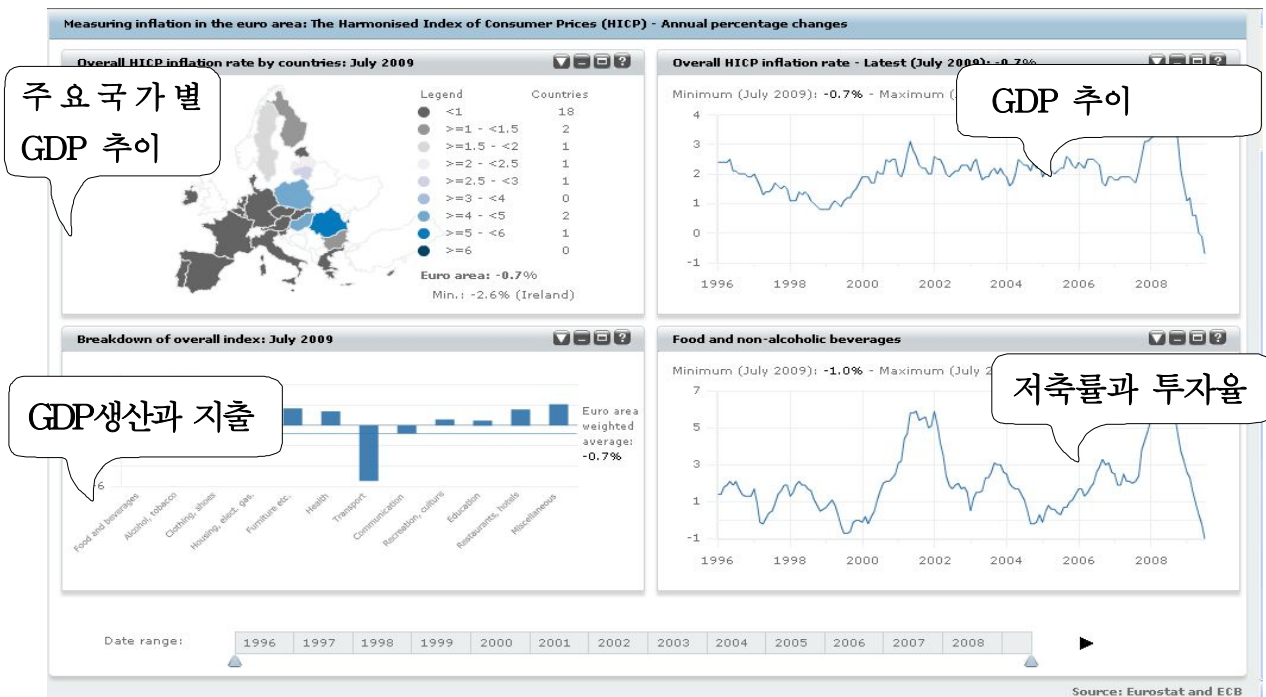 Measuring inflation in the euro area: The Harmonised Index of Consumer Prices (HICP) - Annual percentage changes
Overall HICP inflation rate by countries: July 2009
주요국가별
GDP 추이
Legend Countries
<1 18
>=1 - <1.5 2
>=1.5 - <2 1
>=2 - <2.5 1
>=2.5 - <3 1
>=3 - <4 0
>=4 - <5 2
>=5 - <6 1
>=6 0
Euro area: -0.7%
Min.: -2.6% (Ireland)
Overall HICP inflation rate - Latest (July 2009): -0.7%
Minimum (July 2009): -0.7% - Maximum
GDP 추이
4
3
2
1
0
-1
1996 1998 2000 2002 2004 2006 2008
Breakdown of overall index: July 2009
GDP생산과 지출
-6
Euro area
weighted
average:
-0.7%
Food and beverages
Alcohol, tobacco
Clothing, shoes
Housing, elect. gas.
Furniture etc.
Health
Transport
Communication
Recreation, culture
Education
Restaurants, hotels
Miscellaneous
Food and non-alcoholic beverages
Minimum (July 2009): -1.0% - Maximum (July 2
저축률과 투자율
7
5
3
1
-1
1996 1998 2000 2002 2004 2006 2008
Date range:
1996 1997 1998 1999 2000 2001 2002 2003 2004 2005 2006 2007 2008
Source: Eurostat and ECB